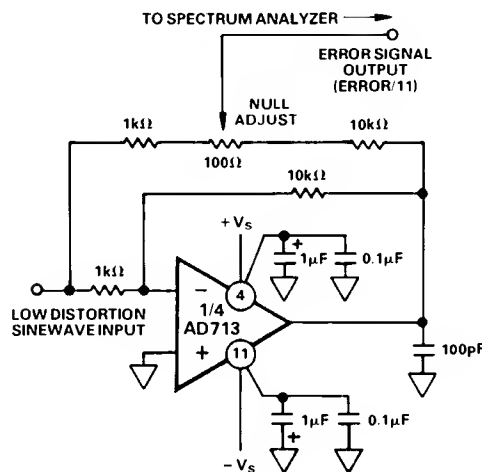 TO SPECTRUM ANALYZER
ERROR SIGNAL
OUTPUT
(ERROR/11)
NULL
ADJUST
1kΩ
100Ω
10kΩ
10kΩ
+VS
+
1µF
0.1µF
1kΩ
−
4
1/4
AD713
+
11
LOW DISTORTION
SINEWAVE INPUT
100pF
1µF
0.1µF
+
−VS